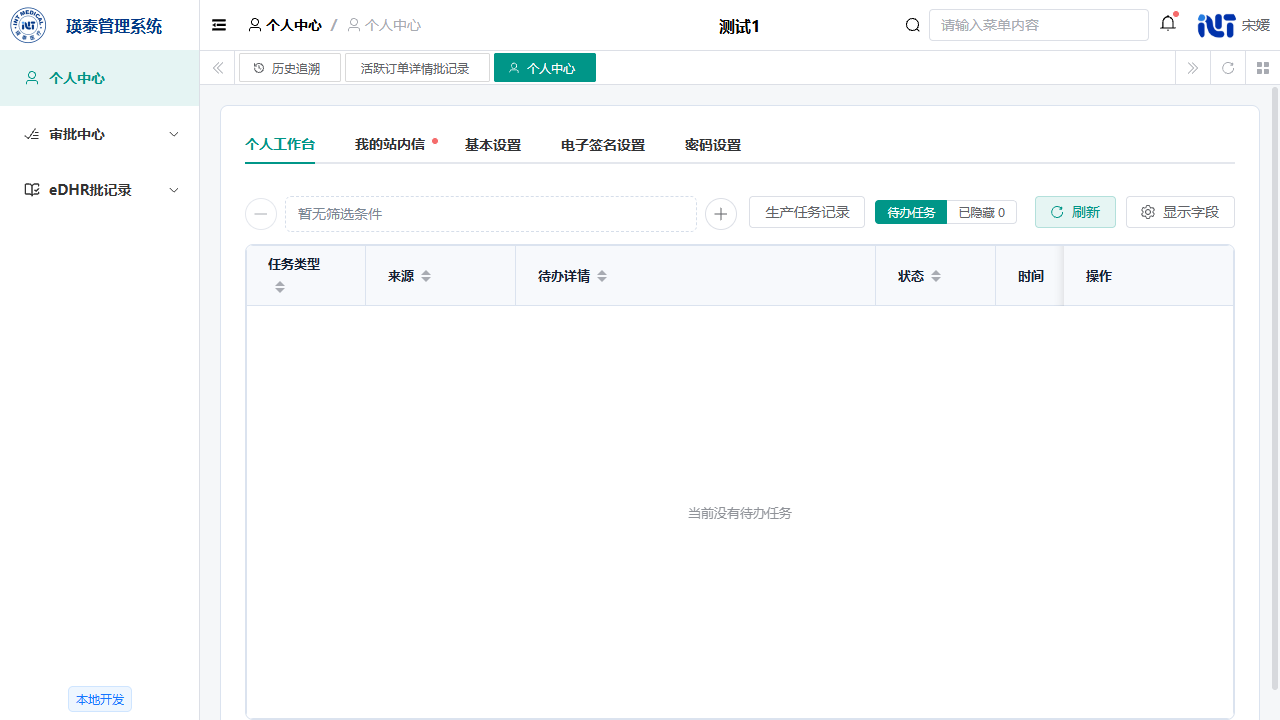 瑛泰管理系统
个人中心 / 个人中心
测试1
请输入菜单内容
宋媛
个人中心
审批中心
eDHR批记录
本地开发
历史追溯
活跃订单详情批记录
个人中心
个人工作台
我的站内信
基本设置
电子签名设置
密码设置
暂无筛选条件
生产任务记录
待办任务
已隐藏 0
刷新
显示字段
任务类型
来源
待办详情
状态
时间
操作
当前没有待办任务